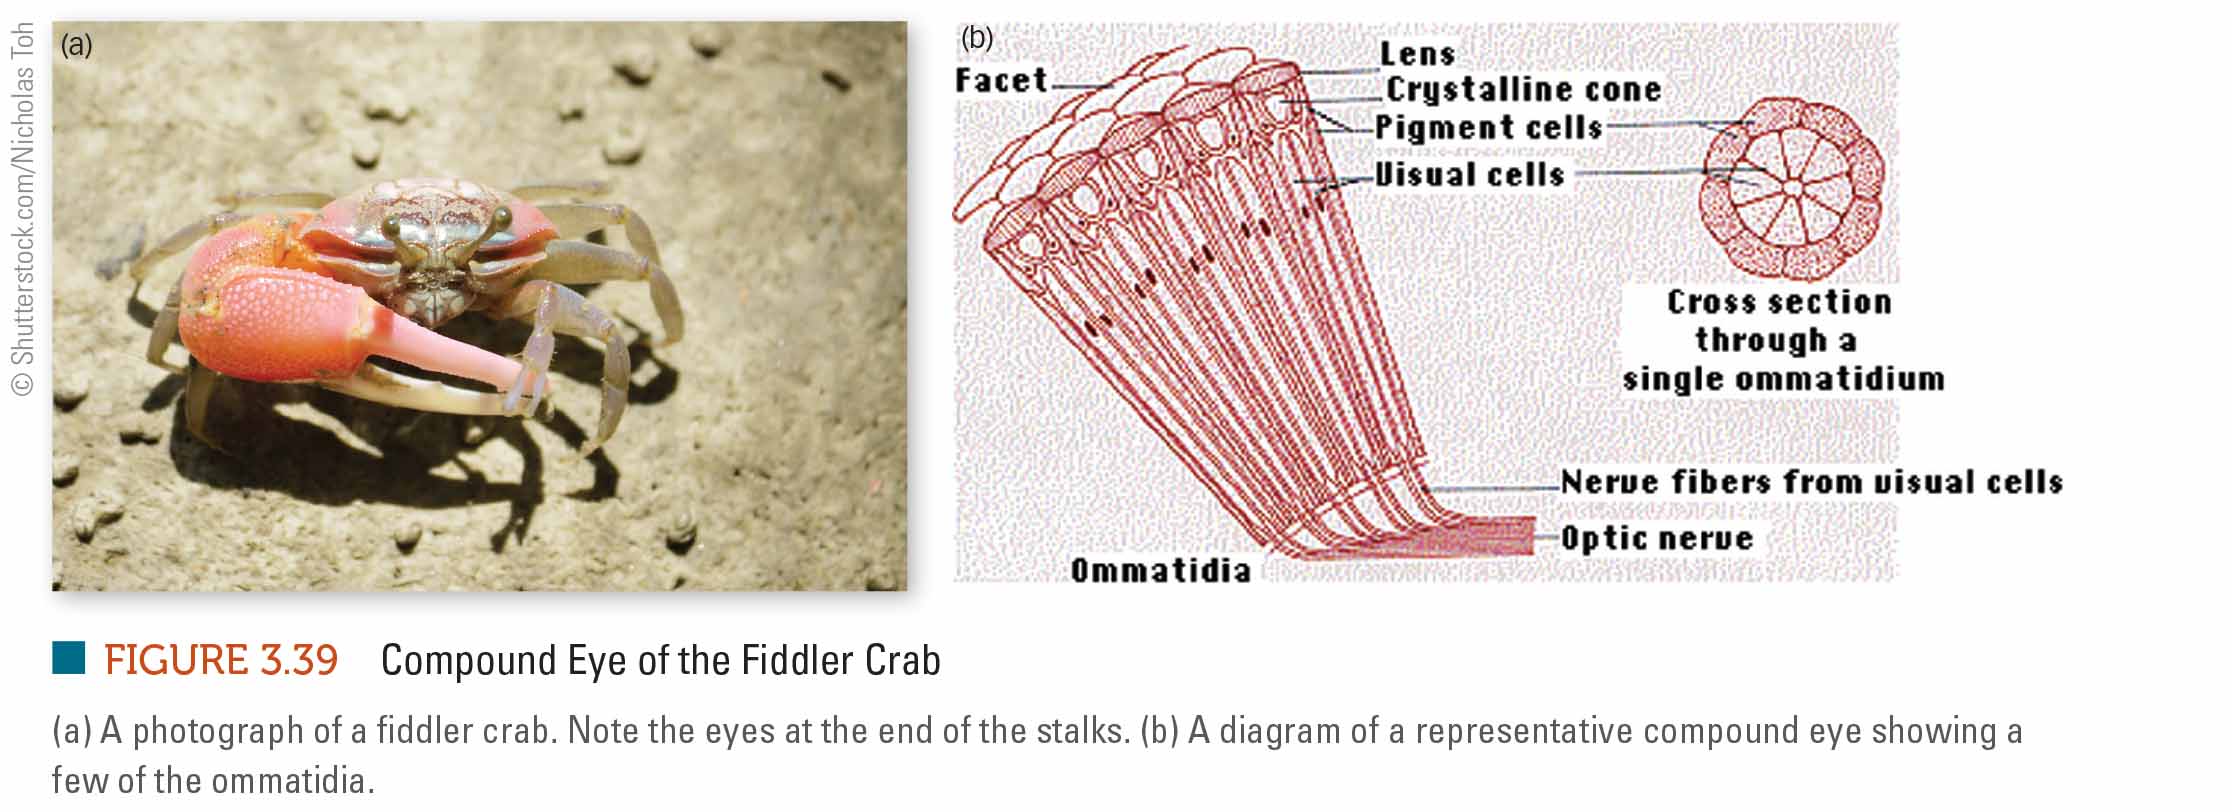 © Shutterstock.com/Nicholas Toh
(a)
(b)
Facet
Lens
Crystalline cone
Pigment cells
Visual cells
Cross section
through a
single ommatidium
Nerve fibers from visual cells
Optic nerve
Ommatidia
FIGURE 3.39 Compound Eye of the Fiddler Crab
(a) A photograph of a fiddler crab. Note the eyes at the end of the stalks. (b) A diagram of a representative compound eye showing a
few of the ommatidia.